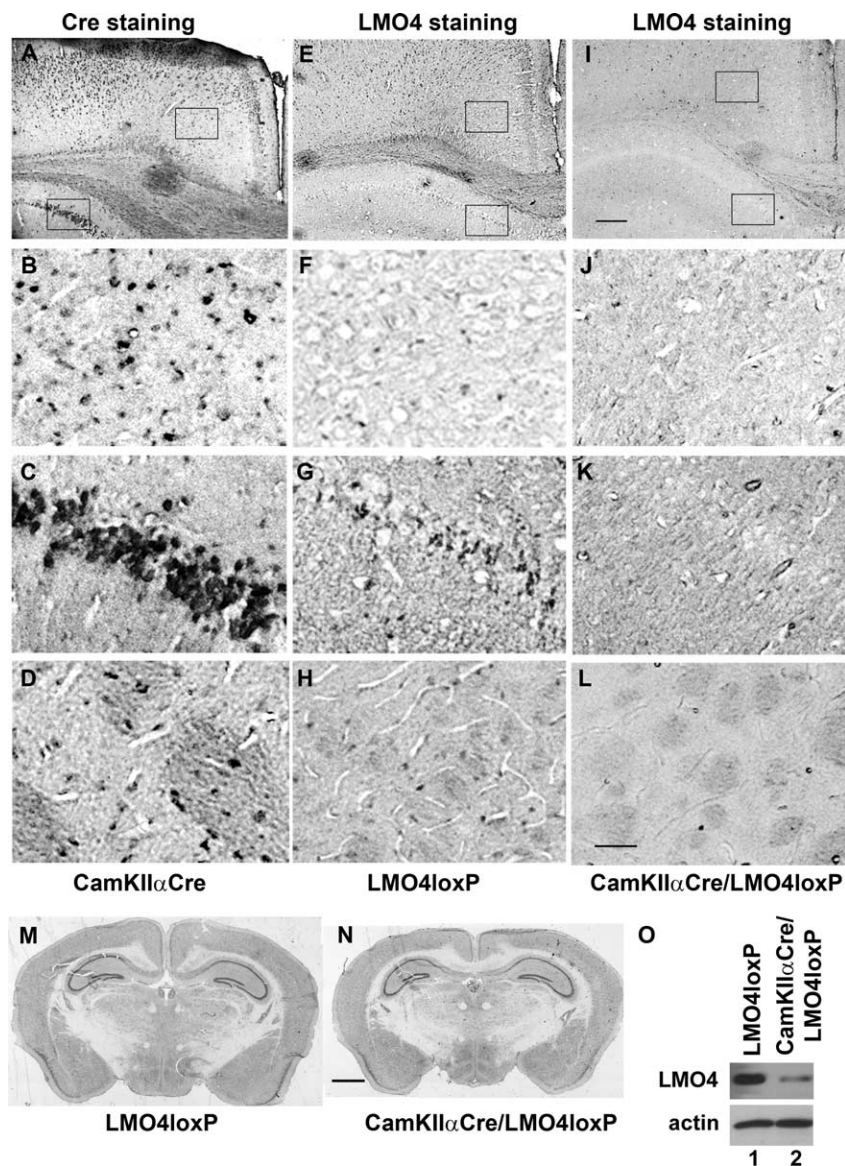 Cre staining
LMO4 staining
LMO4 staining
A
E
I
B
F
J
C
G
K
D
H
L
CamKIIαCre
LMO4loxP
CamKIIαCre/LMO4loxP
M
N
O
LMO4loxP
CamKIIαCre/
LMO4loxP
LMO4
actin
1
2
LMO4loxP
CamKIIαCre/LMO4loxP